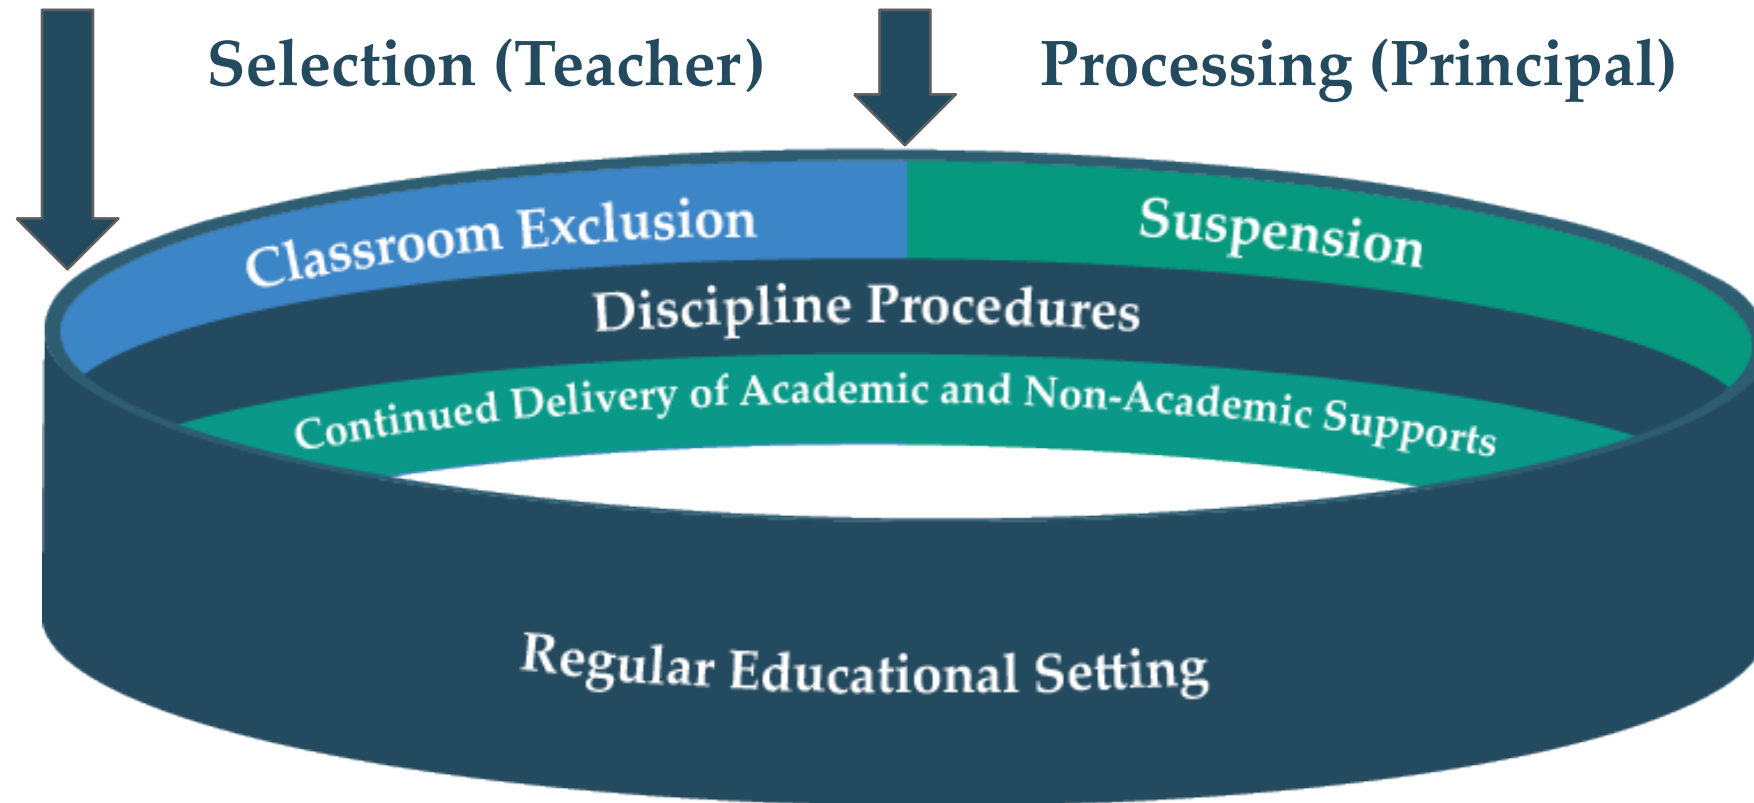 Selection (Teacher)
Processing (Principal)
Classroom Exclusion
Suspension
Discipline Procedures
Continued Delivery of Academic and Non-Academic Supports
Regular Educational Setting